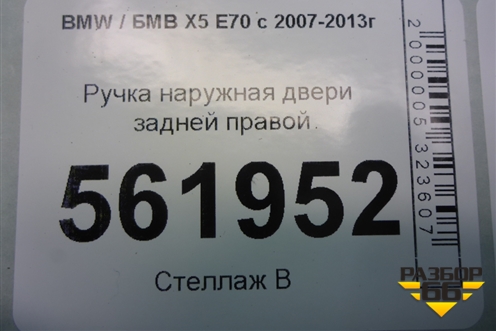 BMW / БМВ X5 E70 с 2007-2013г
Ручка наружная двери
задней правой
561952
Стеллаж В
2000005323607
РАЗБОР
66